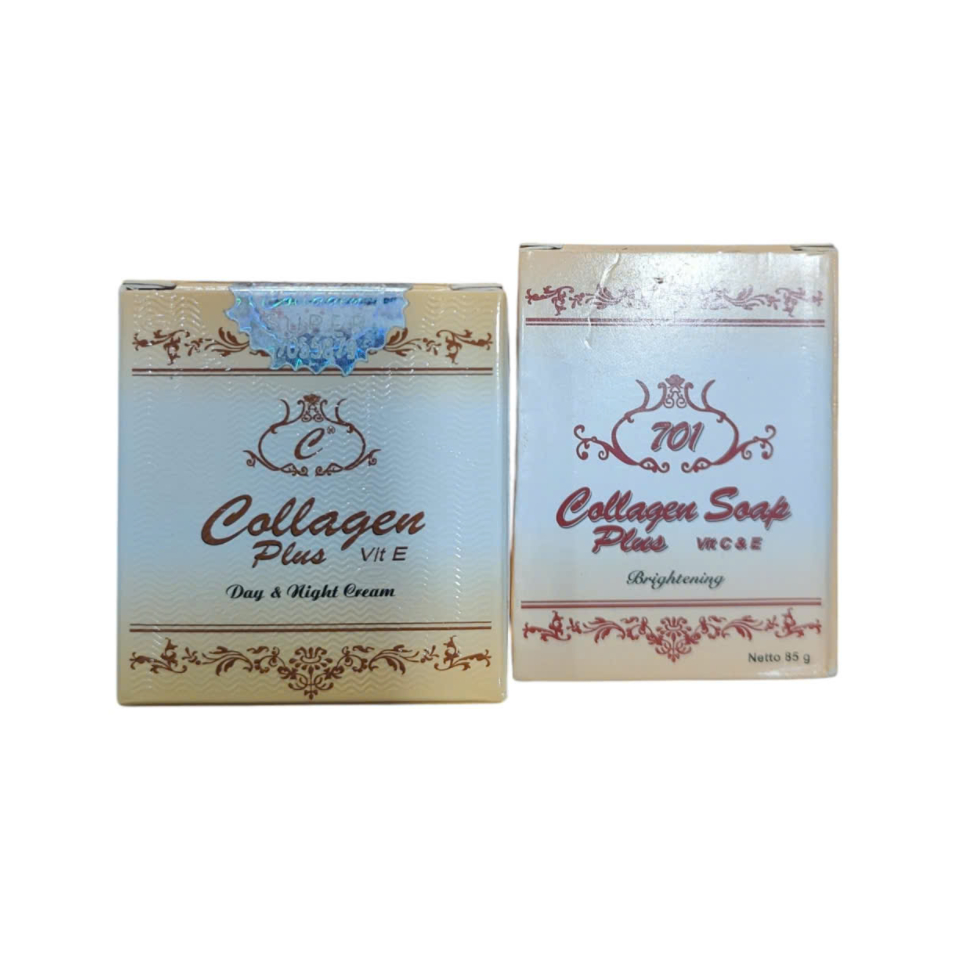 C®
Collagen
Plus Vit E
Day & Night Cream
701
Collagen Soap
Plus Vit C & E
Brightening
Netto 85 g